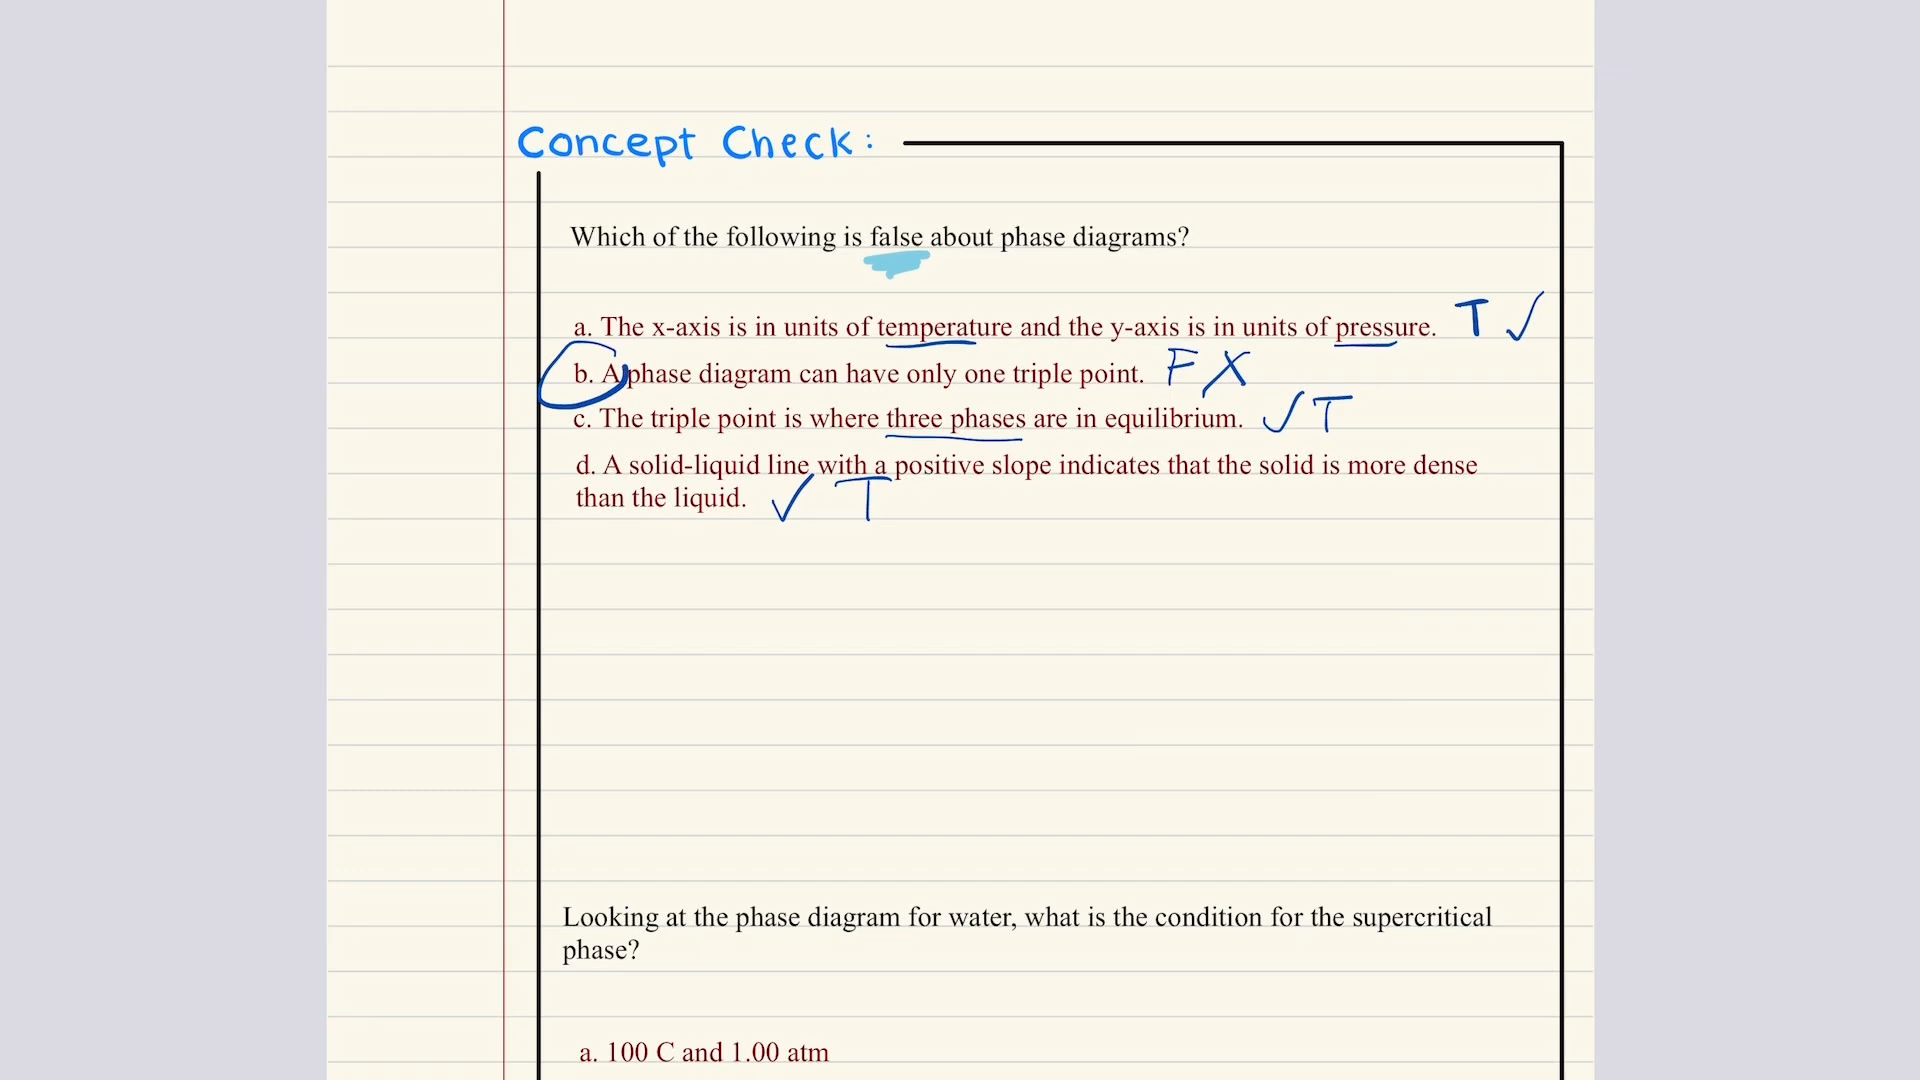 Concept Check:
Which of the following is false about phase diagrams?
a. The x-axis is in units of temperature and the y-axis is in units of pressure. T ✓
b. A phase diagram can have only one triple point. F X
c. The triple point is where three phases are in equilibrium. ✓ T
d. A solid-liquid line with a positive slope indicates that the solid is more dense
than the liquid. ✓ T
Looking at the phase diagram for water, what is the condition for the supercritical
phase?
a. 100 C and 1.00 atm